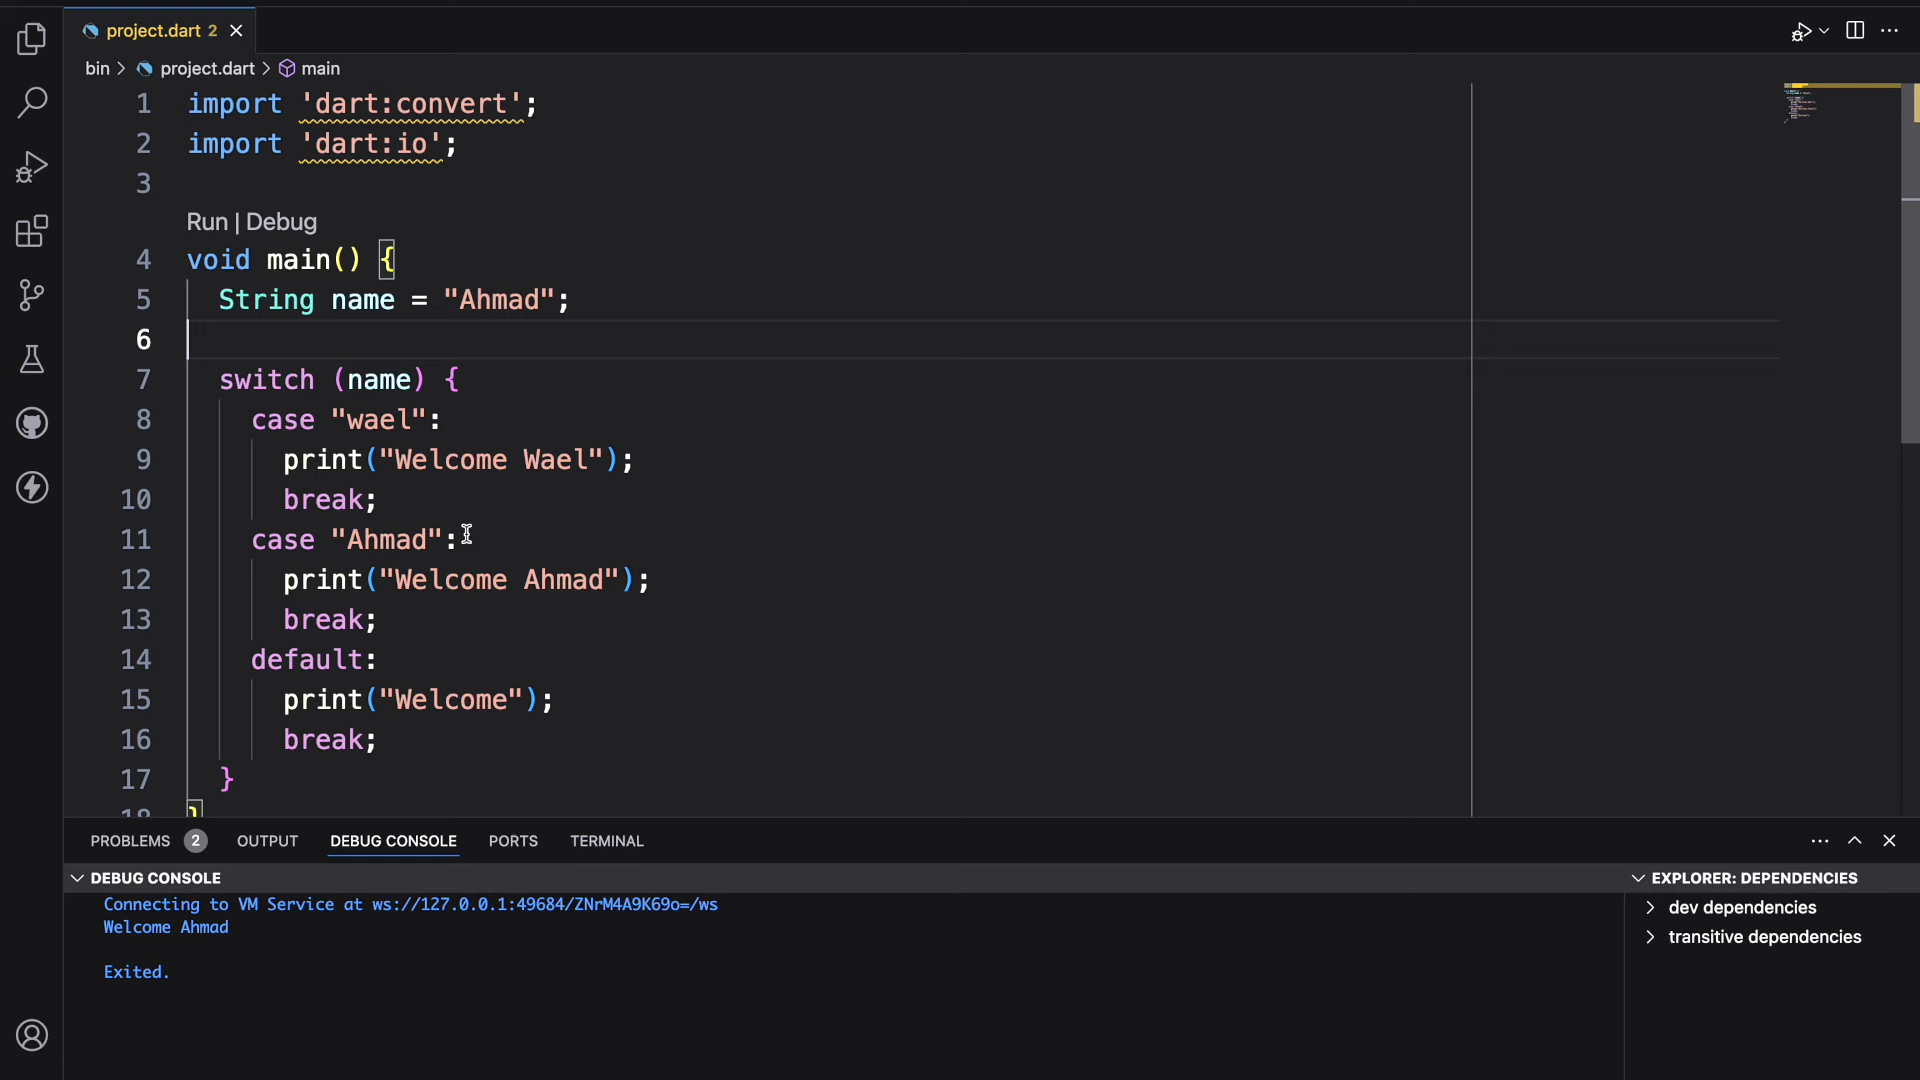 project.dart 2
bin > project.dart > main
1 import 'dart:convert';
2 import 'dart:io';
3
Run | Debug
4 void main() {
5 String name = "Ahmad";
6
7 switch (name) {
8 case "wael":
9 print("Welcome Wael");
10 break;
11 case "Ahmad":
12 print("Welcome Ahmad");
13 break;
14 default:
15 print("Welcome");
16 break;
17 }
18 }
PROBLEMS 2 OUTPUT DEBUG CONSOLE PORTS TERMINAL
DEBUG CONSOLE
Connecting to VM Service at ws://127.0.0.1:49684/ZNrM4A9K69o=/ws
Welcome Ahmad
Exited.
EXPLORER: DEPENDENCIES
dev dependencies
transitive dependencies